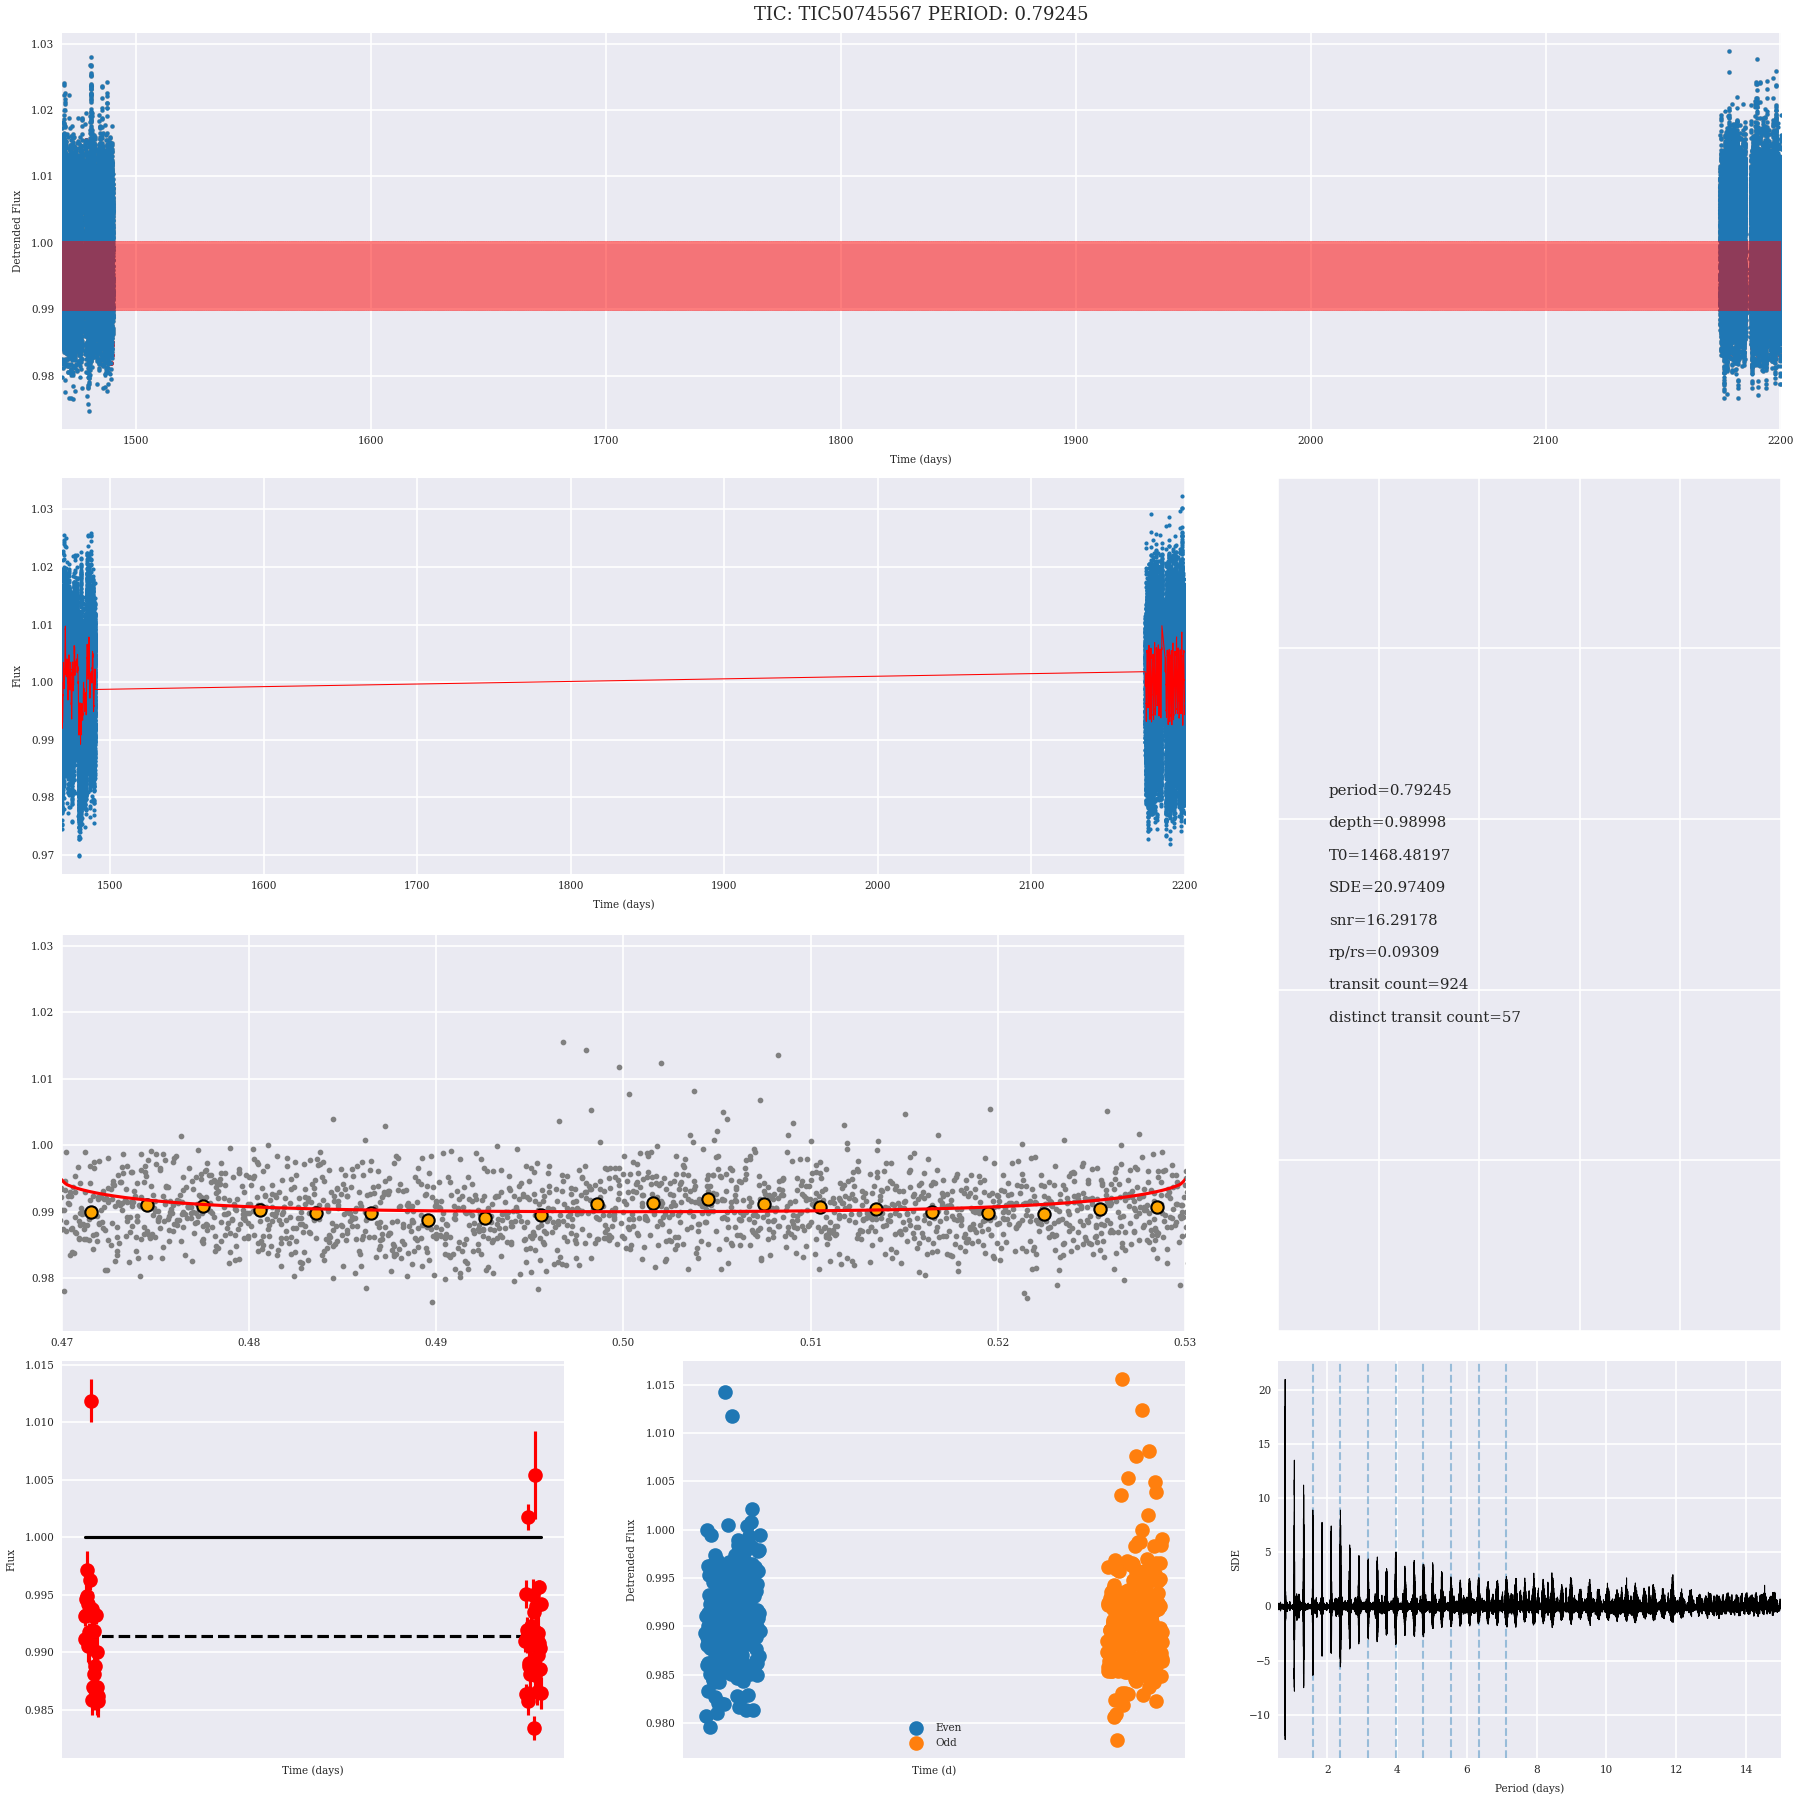 TIC: TIC50745567 PERIOD: 0.79245
1.03
1.02
1.01
1.00
0.99
0.98
Detrended Flux
1500 1600 1700 1800 1900 2000 2100 2200
Time (days)
1.03
1.02
1.01
1.00
0.99
0.98
0.97
Flux
1500 1600 1700 1800 1900 2000 2100 2200
Time (days)
period=0.79245
depth=0.98998
T0=1468.48197
SDE=20.97409
snr=16.29178
rp/rs=0.09309
transit count=924
distinct transit count=57
1.03
1.02
1.01
1.00
0.99
0.98
0.47 0.48 0.49 0.50 0.51 0.52 0.53
1.015
1.010
1.005
1.000
0.995
0.990
0.985
Flux
Time (days)
1.015
1.010
1.005
1.000
0.995
0.990
0.985
0.980
Detrended Flux
Even
Odd
Time (d)
20
15
10
5
0
−5
−10
SDE
2 4 6 8 10 12 14
Period (days)